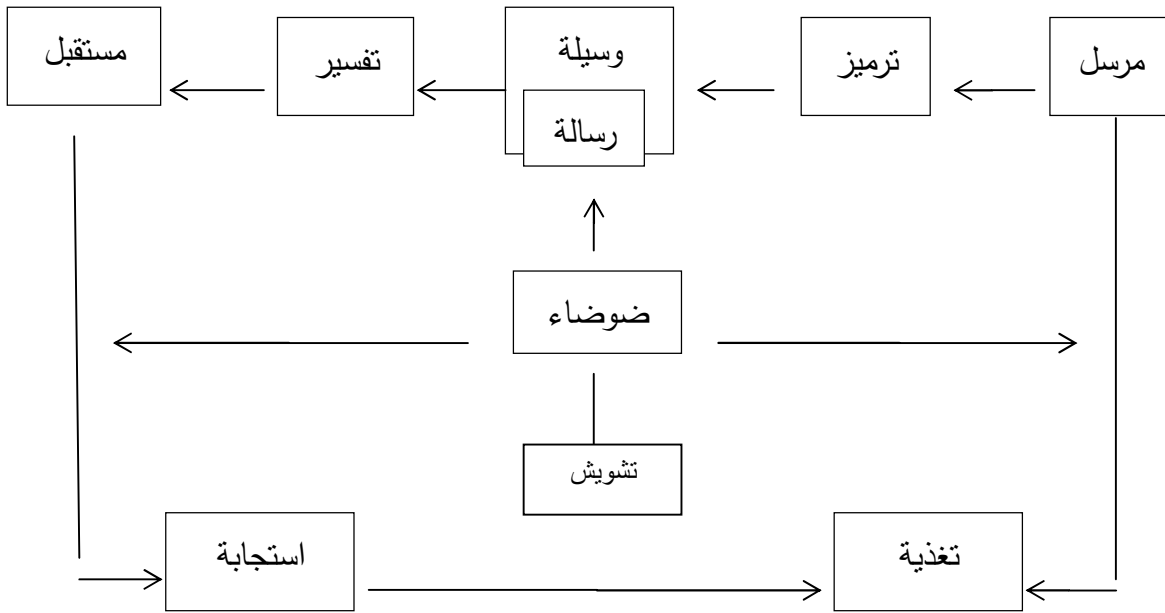 مرسل
ترميز
وسيلة
رسالة
تفسير
مستقبل
ضوضاء
تشويش
تغذية
استجابة